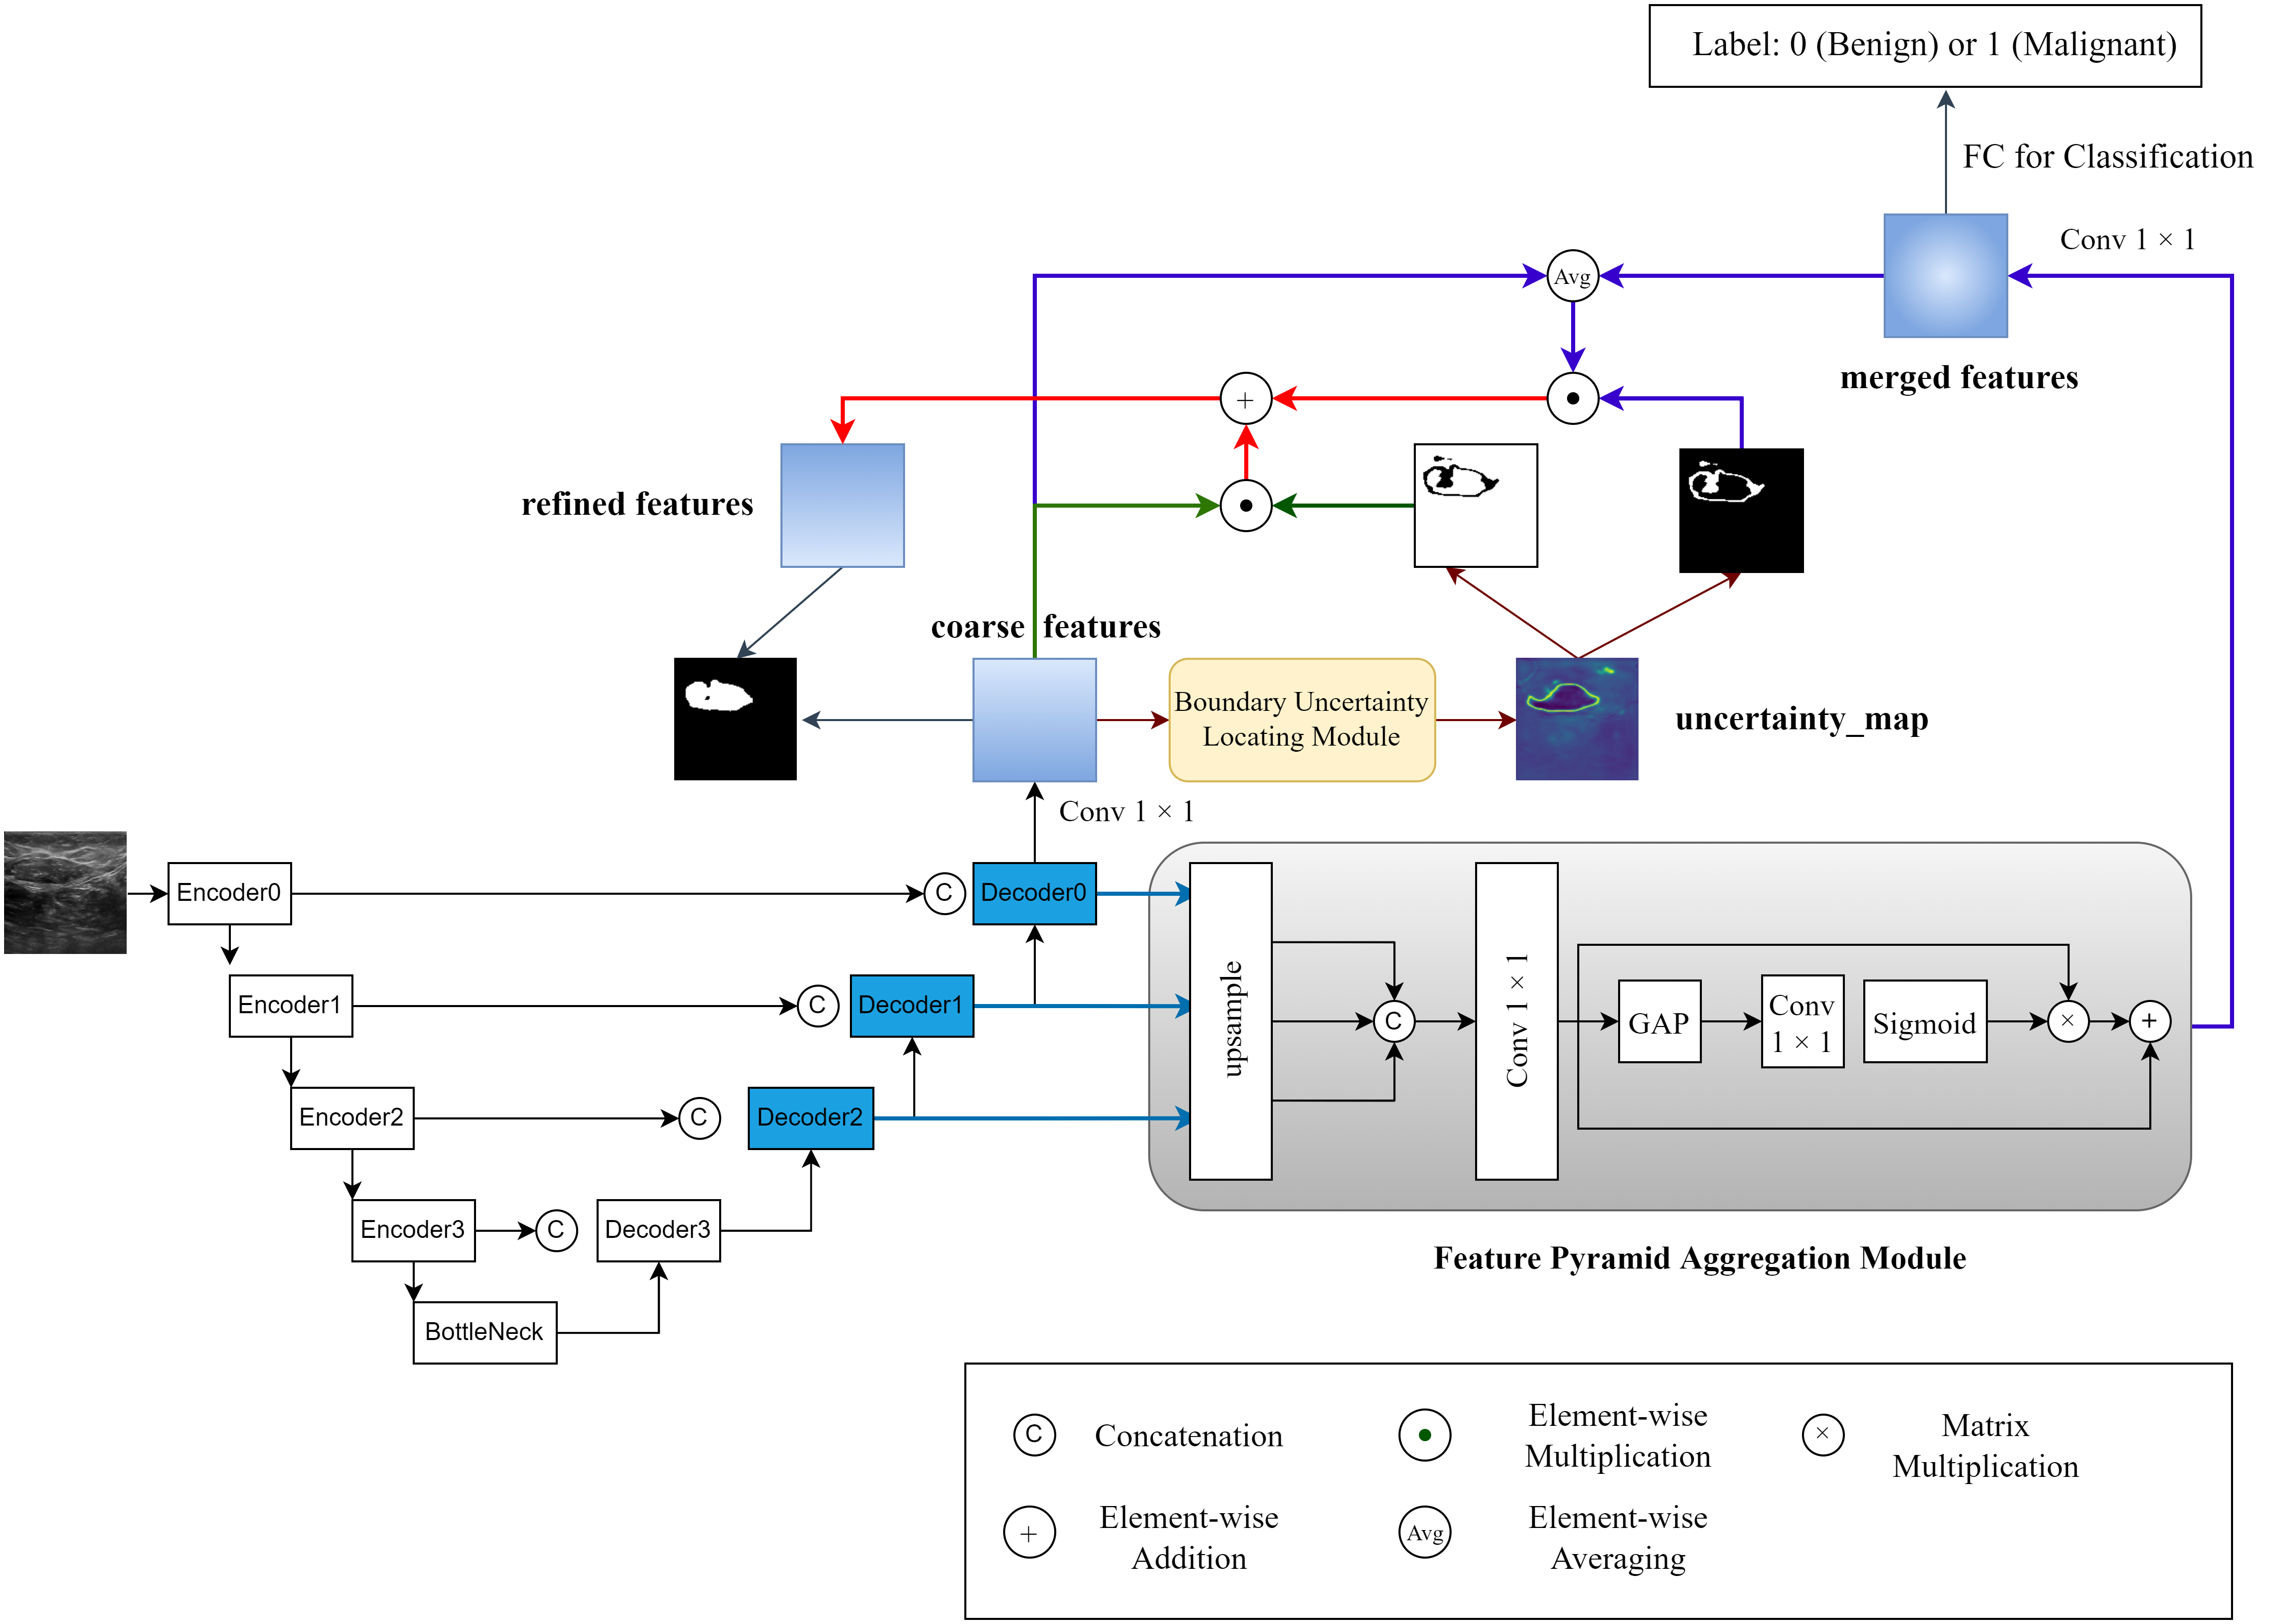 Label: 0 (Benign) or 1 (Malignant)
FC for Classification
Conv 1 × 1
Avg
merged features
+
refined features
coarse features
Boundary Uncertainty
Locating Module
uncertainty_map
Conv 1 × 1
Encoder0
C
Decoder0
Encoder1
C
Decoder1
upsample
C
Conv 1 × 1
GAP
Conv
1 × 1
Sigmoid
×
+
Encoder2
C
Decoder2
Encoder3
C
Decoder3
Feature Pyramid Aggregation Module
BottleNeck
C
Concatenation
Element-wise
Multiplication
×
Matrix
Multiplication
+
Element-wise
Addition
Avg
Element-wise
Averaging